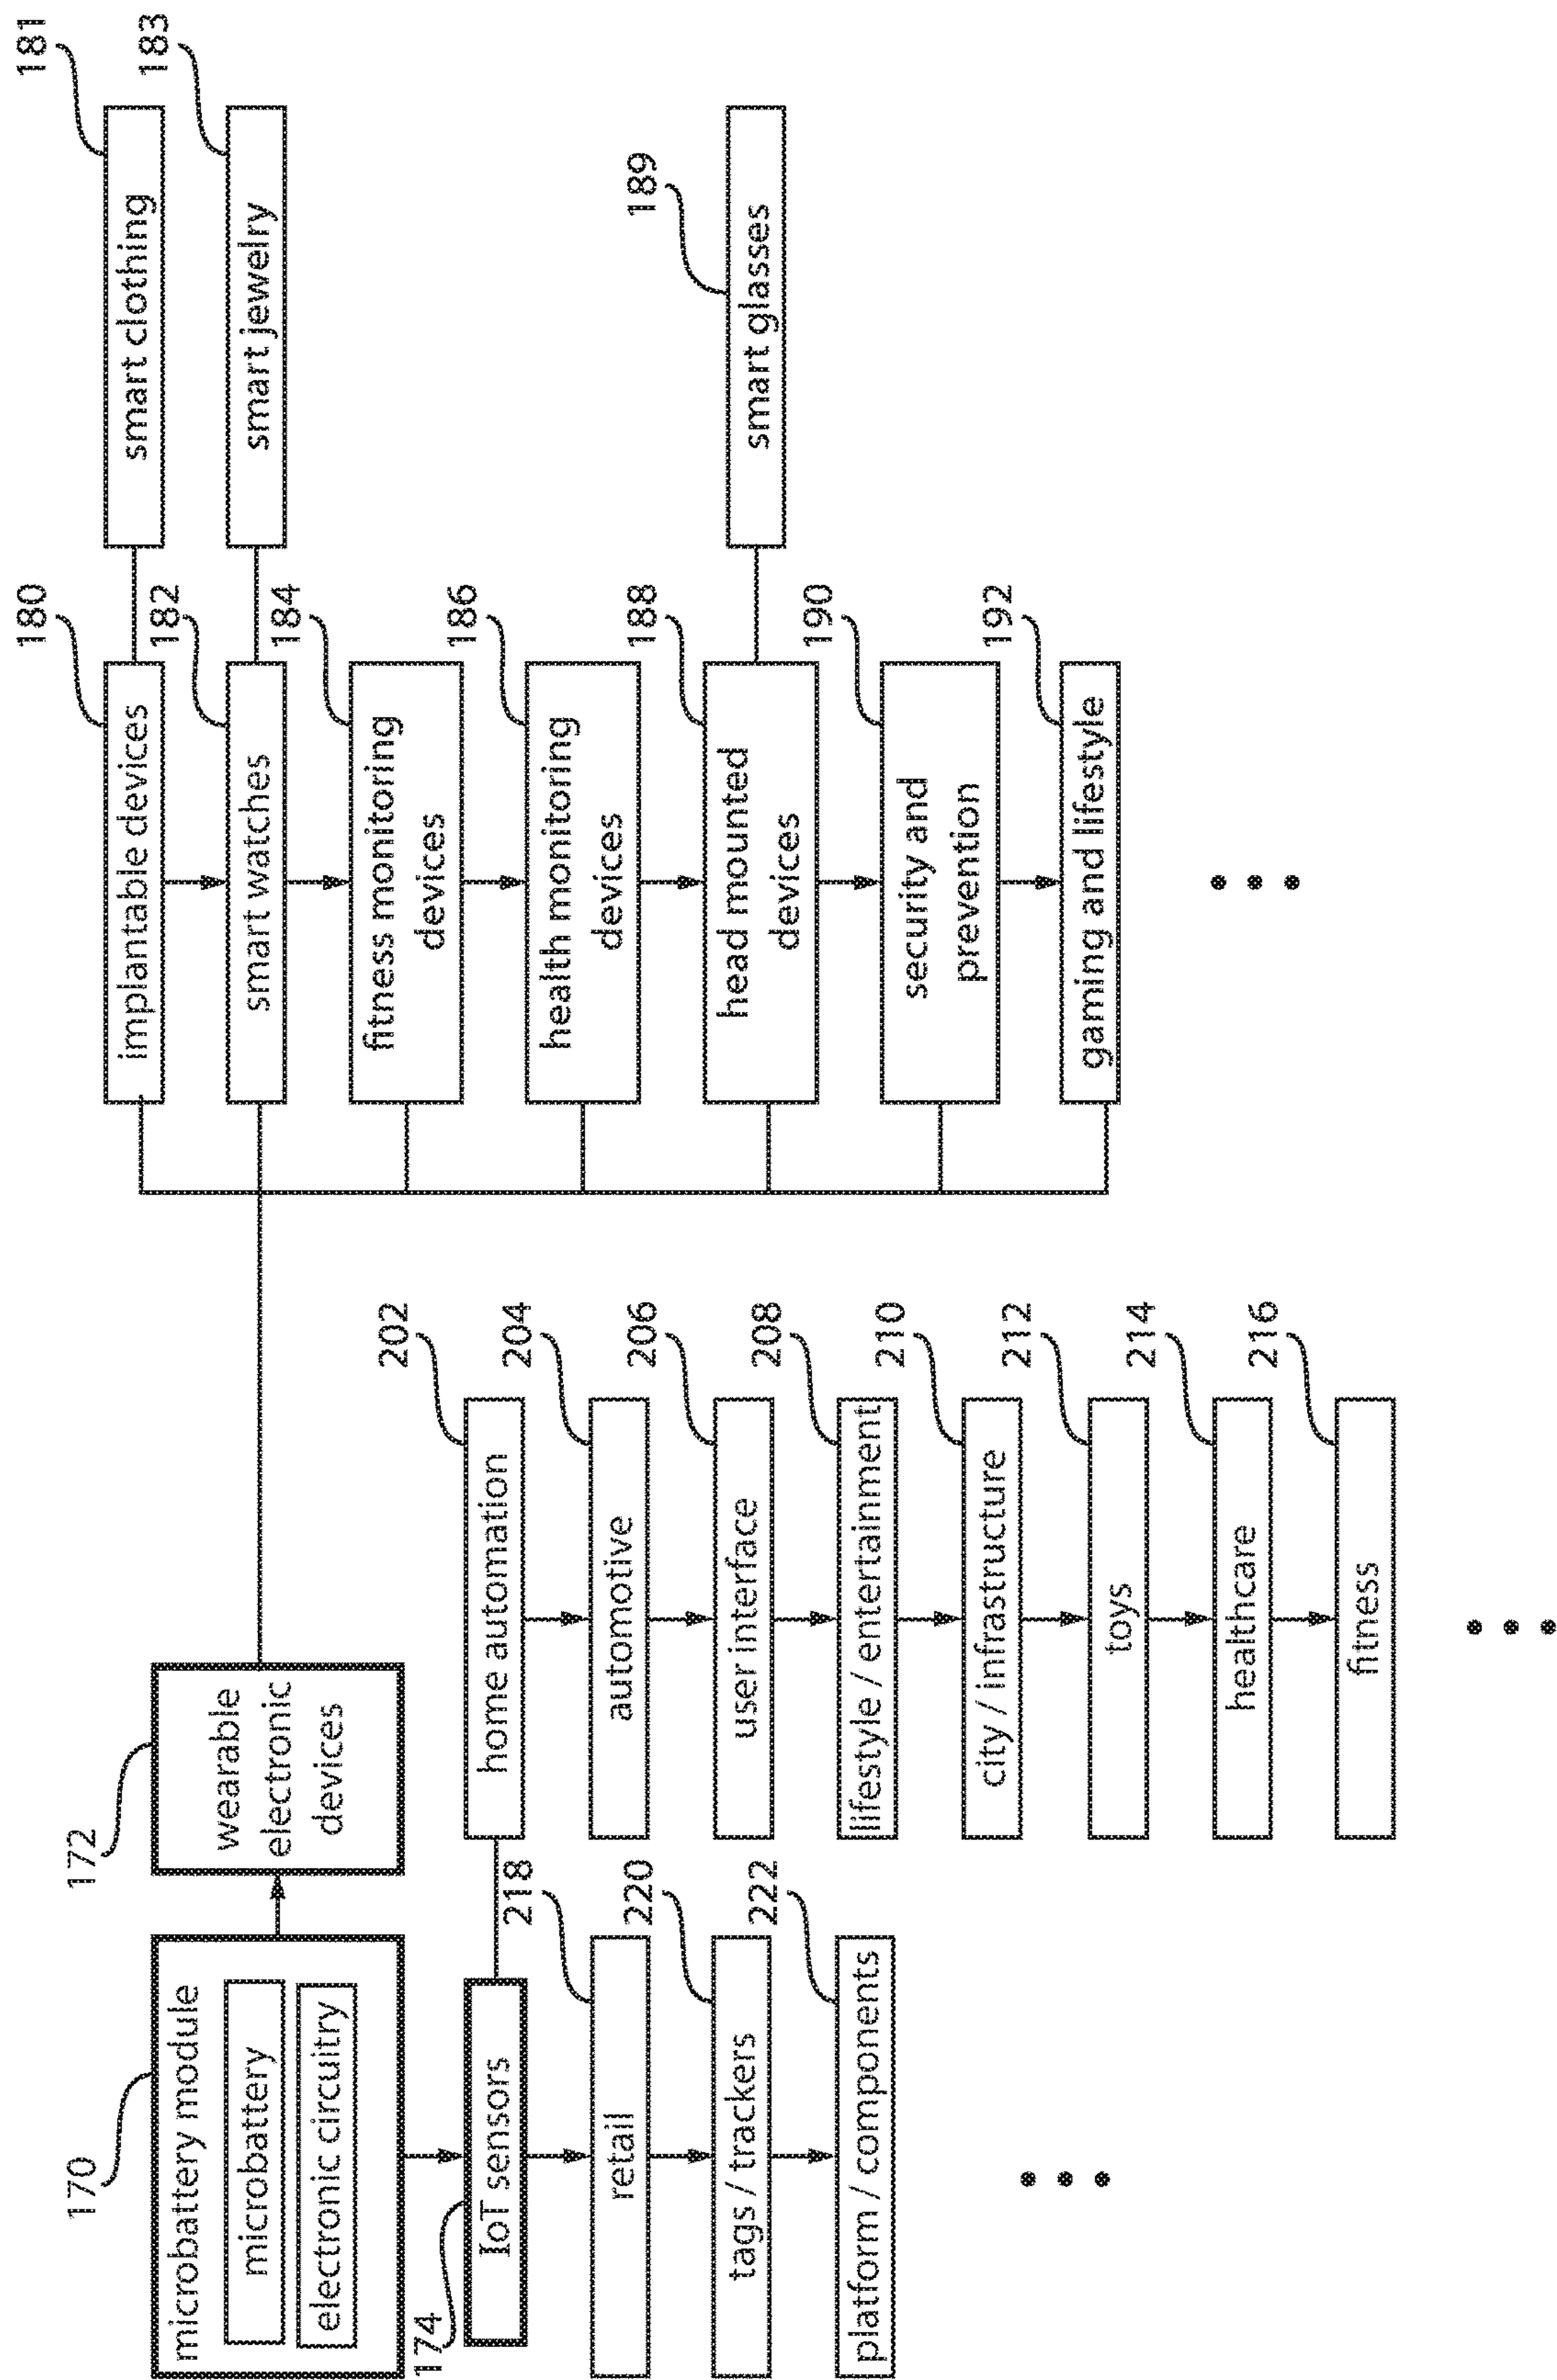 170
microbattery module
microbattery
electronic circuitry
172
wearable
electronic
devices
174
IoT sensors
218
retail
220
tags / trackers
222
platform / components
202
home automation
204
automotive
206
user interface
208
lifestyle / entertainment
210
city / infrastructure
212
toys
214
healthcare
216
fitness
180
implantable devices
181
smart clothing
182
smart watches
183
smart jewelry
184
fitness monitoring
devices
186
health monitoring
devices
188
head mounted
devices
189
smart glasses
190
security and
prevention
192
gaming and lifestyle